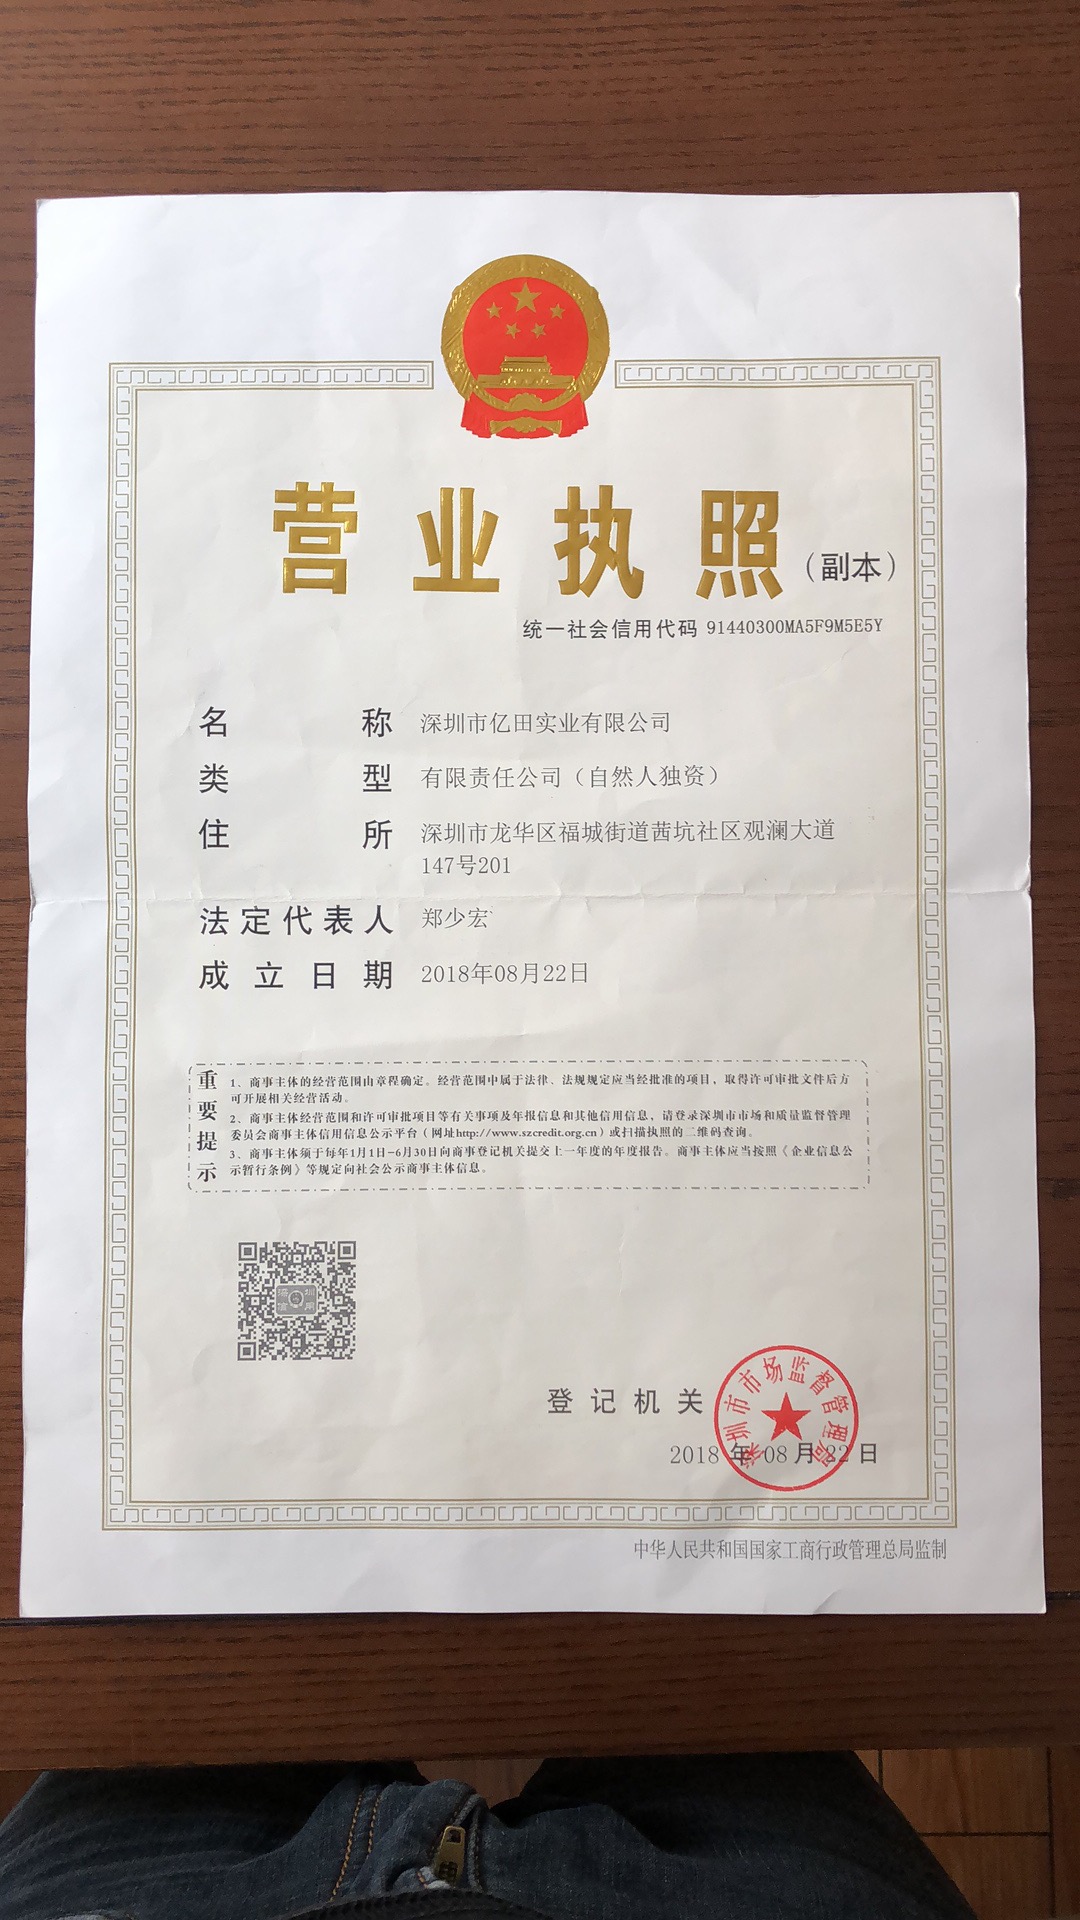 营业执照(副本)
统一社会信用代码 91440300MA5F9M5E5Y
名称 深圳市亿田实业有限公司
类型 有限责任公司（自然人独资）
住所 深圳市龙华区福城街道茜坑社区观澜大道
147号201
法定代表人 郑少宏
成立日期 2018年08月22日
重要提示
1、商事主体的经营范围由章程确定。经营范围中属于法律、法规规定应当经批准的项目，取得许可审批文件后方
可开展相关经营活动。
2、商事主体经营范围和许可审批项目等有关事项及年报信息和其他信用信息，请登录深圳市市场和质量监督管理
委员会商事主体信用信息公示平台（网址http://www.szcredit.org.cn）或扫描执照的二维码查询。
3、商事主体须于每年1月1日-6月30日向商事登记机关提交上一年度的年度报告。商事主体应当按照《企业信息公
示暂行条例》等规定向社会公示商事主体信息。
深圳
信用
登记机关
深圳市市场监督管理局
2018年08月22日
中华人民共和国国家工商行政管理总局监制